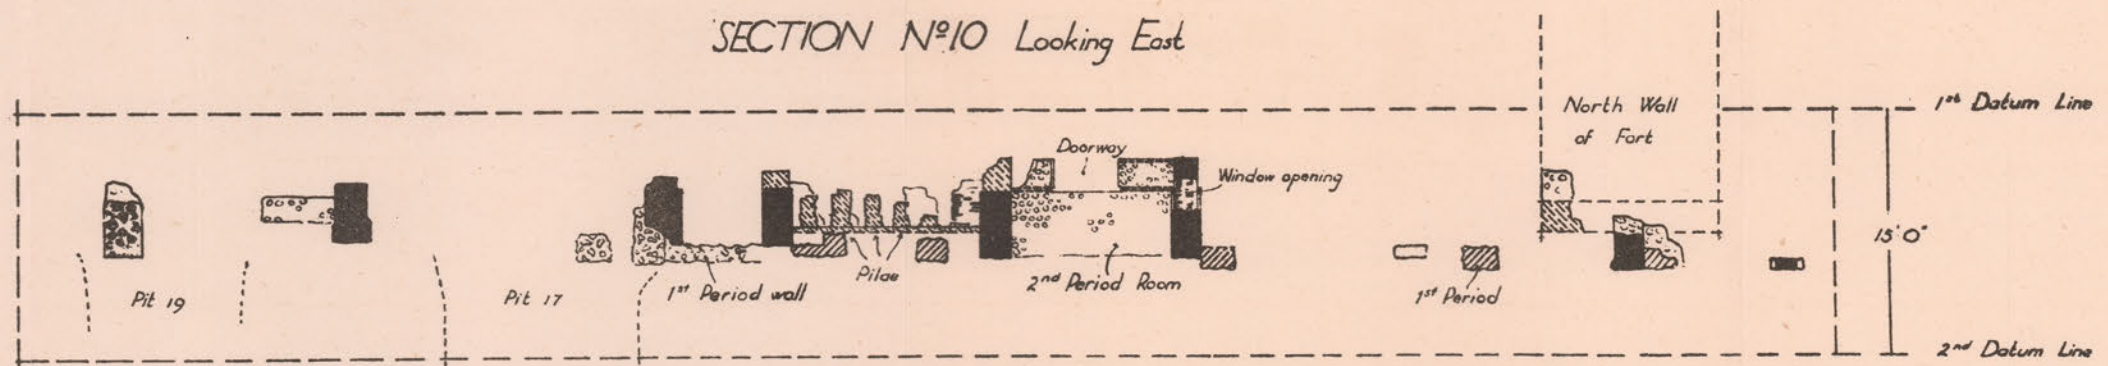 SECTION Nº10 Looking East
1st Datum Line
North Wall
of Fort
Doorway
Window opening
15' 0"
Pit 19
Pit 17
1st Period wall
Pilae
2nd Period Room
1st Period
2nd Datum Line